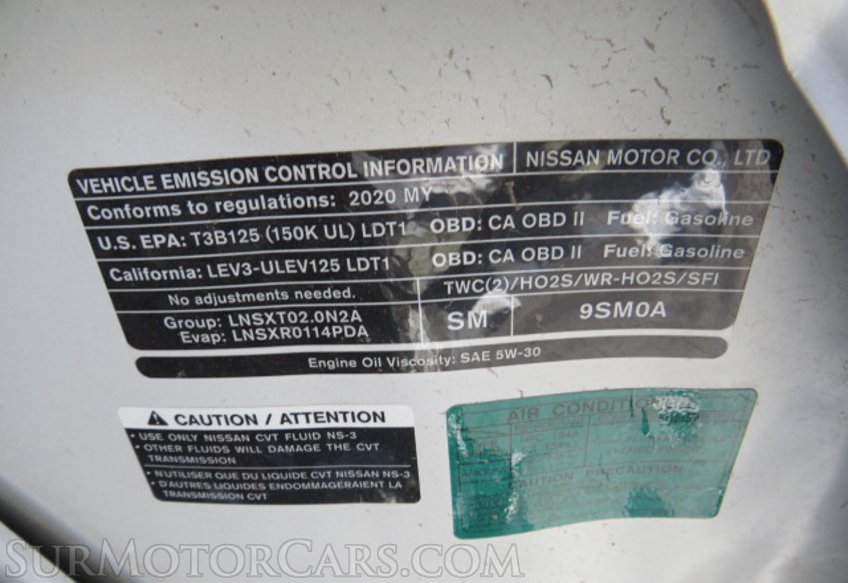 VEHICLE EMISSION CONTROL INFORMATION NISSAN MOTOR CO., LTD
Conforms to regulations: 2020 MY
U.S. EPA: T3B125 (150K UL) LDT1 OBD: CA OBD II Fuel: Gasoline
California: LEV3-ULEV125 LDT1 OBD: CA OBD II Fuel: Gasoline
No adjustments needed. TWC(2)/HO2S/WR-HO2S/SFI
Group: LNSXT02.0N2A SM 9SM0A
Evap: LNSXR0114PDA
Engine Oil Viscosity: SAE 5W-30
CAUTION / ATTENTION
• USE ONLY NISSAN CVT FLUID NS-3
• OTHER FLUIDS WILL DAMAGE THE CVT
TRANSMISSION
• N'UTILISER QUE DU LIQUIDE CVT NISSAN NS-3
• D'AUTRES LIQUIDES ENDOMMAGERAIENT LA
TRANSMISSION CVT
AIR
CAUTION PRECAUTION
SURMOTORCARS.COM